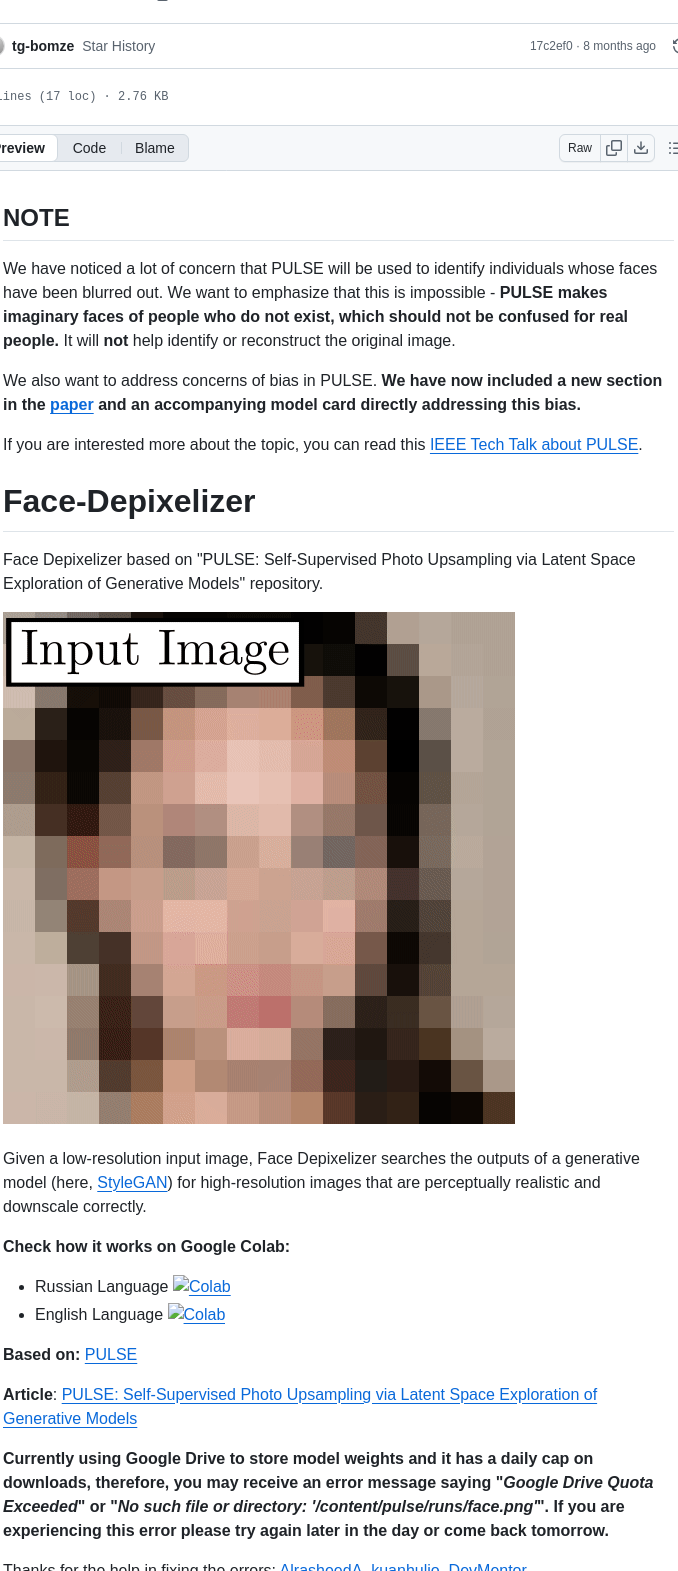 tg-bomze Star History 17c2ef0 · 8 months ago
lines (17 loc) · 2.76 KB
Preview Code Blame Raw
NOTE
We have noticed a lot of concern that PULSE will be used to identify individuals whose faces
have been blurred out. We want to emphasize that this is impossible - PULSE makes
imaginary faces of people who do not exist, which should not be confused for real
people. It will not help identify or reconstruct the original image.
We also want to address concerns of bias in PULSE. We have now included a new section
in the paper and an accompanying model card directly addressing this bias.
If you are interested more about the topic, you can read this IEEE Tech Talk about PULSE.
Face-Depixelizer
Face Depixelizer based on "PULSE: Self-Supervised Photo Upsampling via Latent Space
Exploration of Generative Models" repository.
Input Image
Given a low-resolution input image, Face Depixelizer searches the outputs of a generative
model (here, StyleGAN) for high-resolution images that are perceptually realistic and
downscale correctly.
Check how it works on Google Colab:
• Russian Language Colab
• English Language Colab
Based on: PULSE
Article: PULSE: Self-Supervised Photo Upsampling via Latent Space Exploration of
Generative Models
Currently using Google Drive to store model weights and it has a daily cap on
downloads, therefore, you may receive an error message saying "Google Drive Quota
Exceeded" or "No such file or directory: '/content/pulse/runs/face.png'". If you are
experiencing this error please try again later in the day or come back tomorrow.
Thanks for the help in fixing the errors: AlrasheedA, kuanhulio, DevMentor